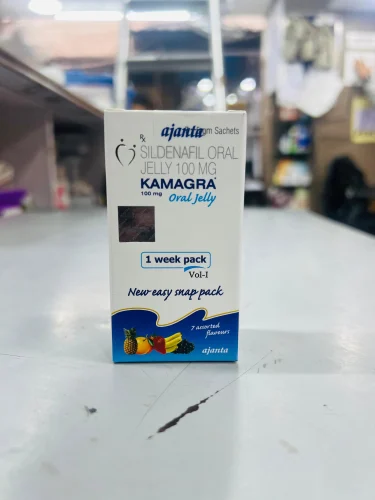 ajanta
Sachets
Rx
SILDENAFIL ORAL
JELLY 100 MG
KAMAGRA
100 mg
Oral Jelly
1 week pack
Vol-I
New easy snap pack
7 assorted
flavours
ajanta